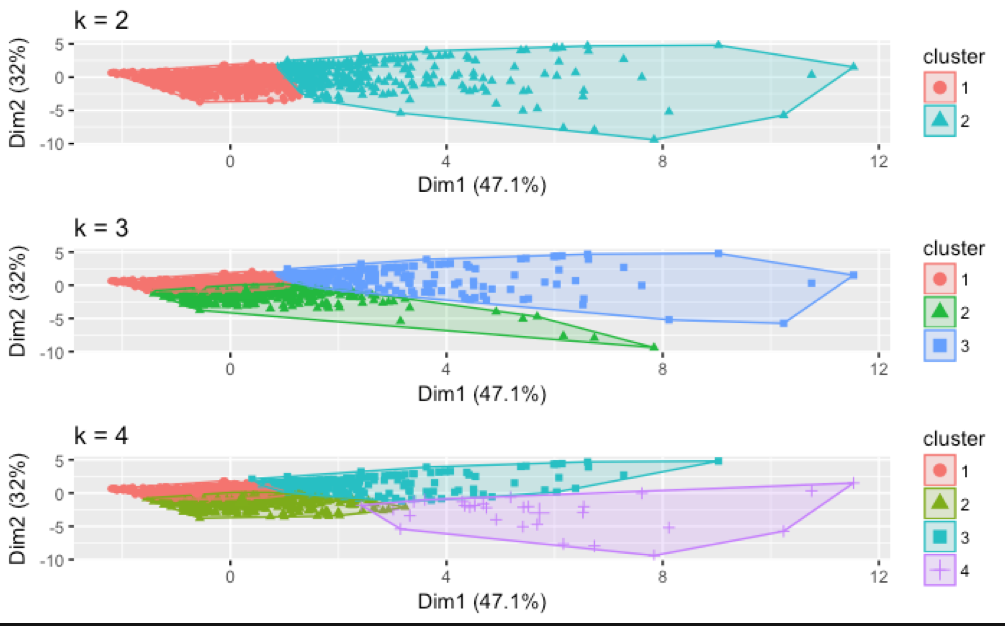 k = 2
5
0
-5
-10
Dim2 (32%)
0 4 8 12
Dim1 (47.1%)
cluster
1
2
k = 3
5
0
-5
-10
Dim2 (32%)
0 4 8 12
Dim1 (47.1%)
cluster
1
2
3
k = 4
5
0
-5
-10
Dim2 (32%)
0 4 8 12
Dim1 (47.1%)
cluster
1
2
3
4